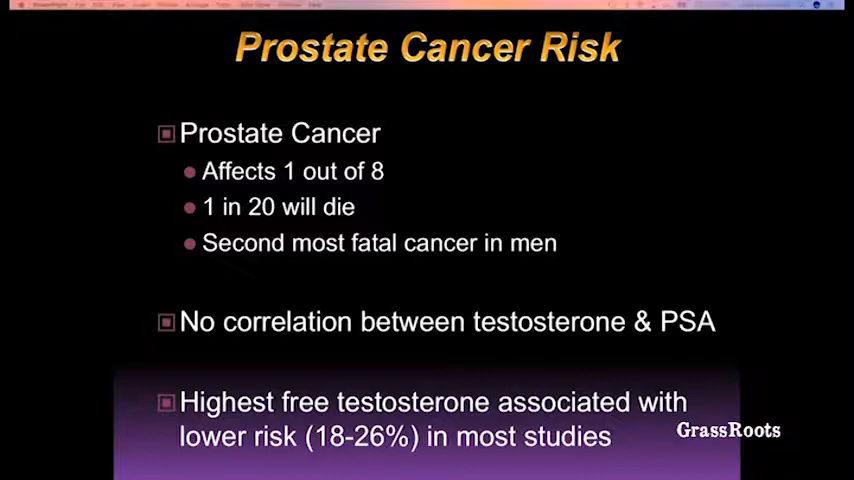 Prostate Cancer Risk
Prostate Cancer
Affects 1 out of 8
1 in 20 will die
Second most fatal cancer in men
No correlation between testosterone & PSA
Highest free testosterone associated with
lower risk (18-26%) in most studies
GrassRoots